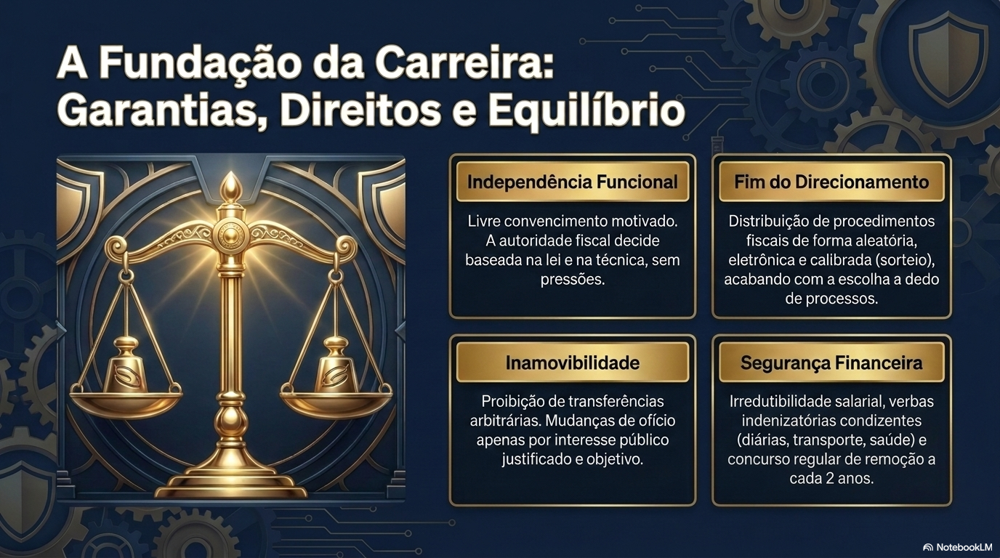 A Fundação da Carreira:
Garantias, Direitos e Equilíbrio
Independência Funcional
Livre convencimento motivado.
A autoridade fiscal decide
baseada na lei e na técnica, sem
pressões.
Fim do Direcionamento
Distribuição de procedimentos
fiscais de forma aleatória,
eletrônica e calibrada (sorteio),
acabando com a escolha a dedo
de processos.
Inamovibilidade
Proibição de transferências
arbitrárias. Mudanças de ofício
apenas por interesse público
justificado e objetivo.
Segurança Financeira
Irredutibilidade salarial, verbas
indenizatórias condizentes
(diárias, transporte, saúde) e
concurso regular de remoção a
cada 2 anos.
NotebookLM